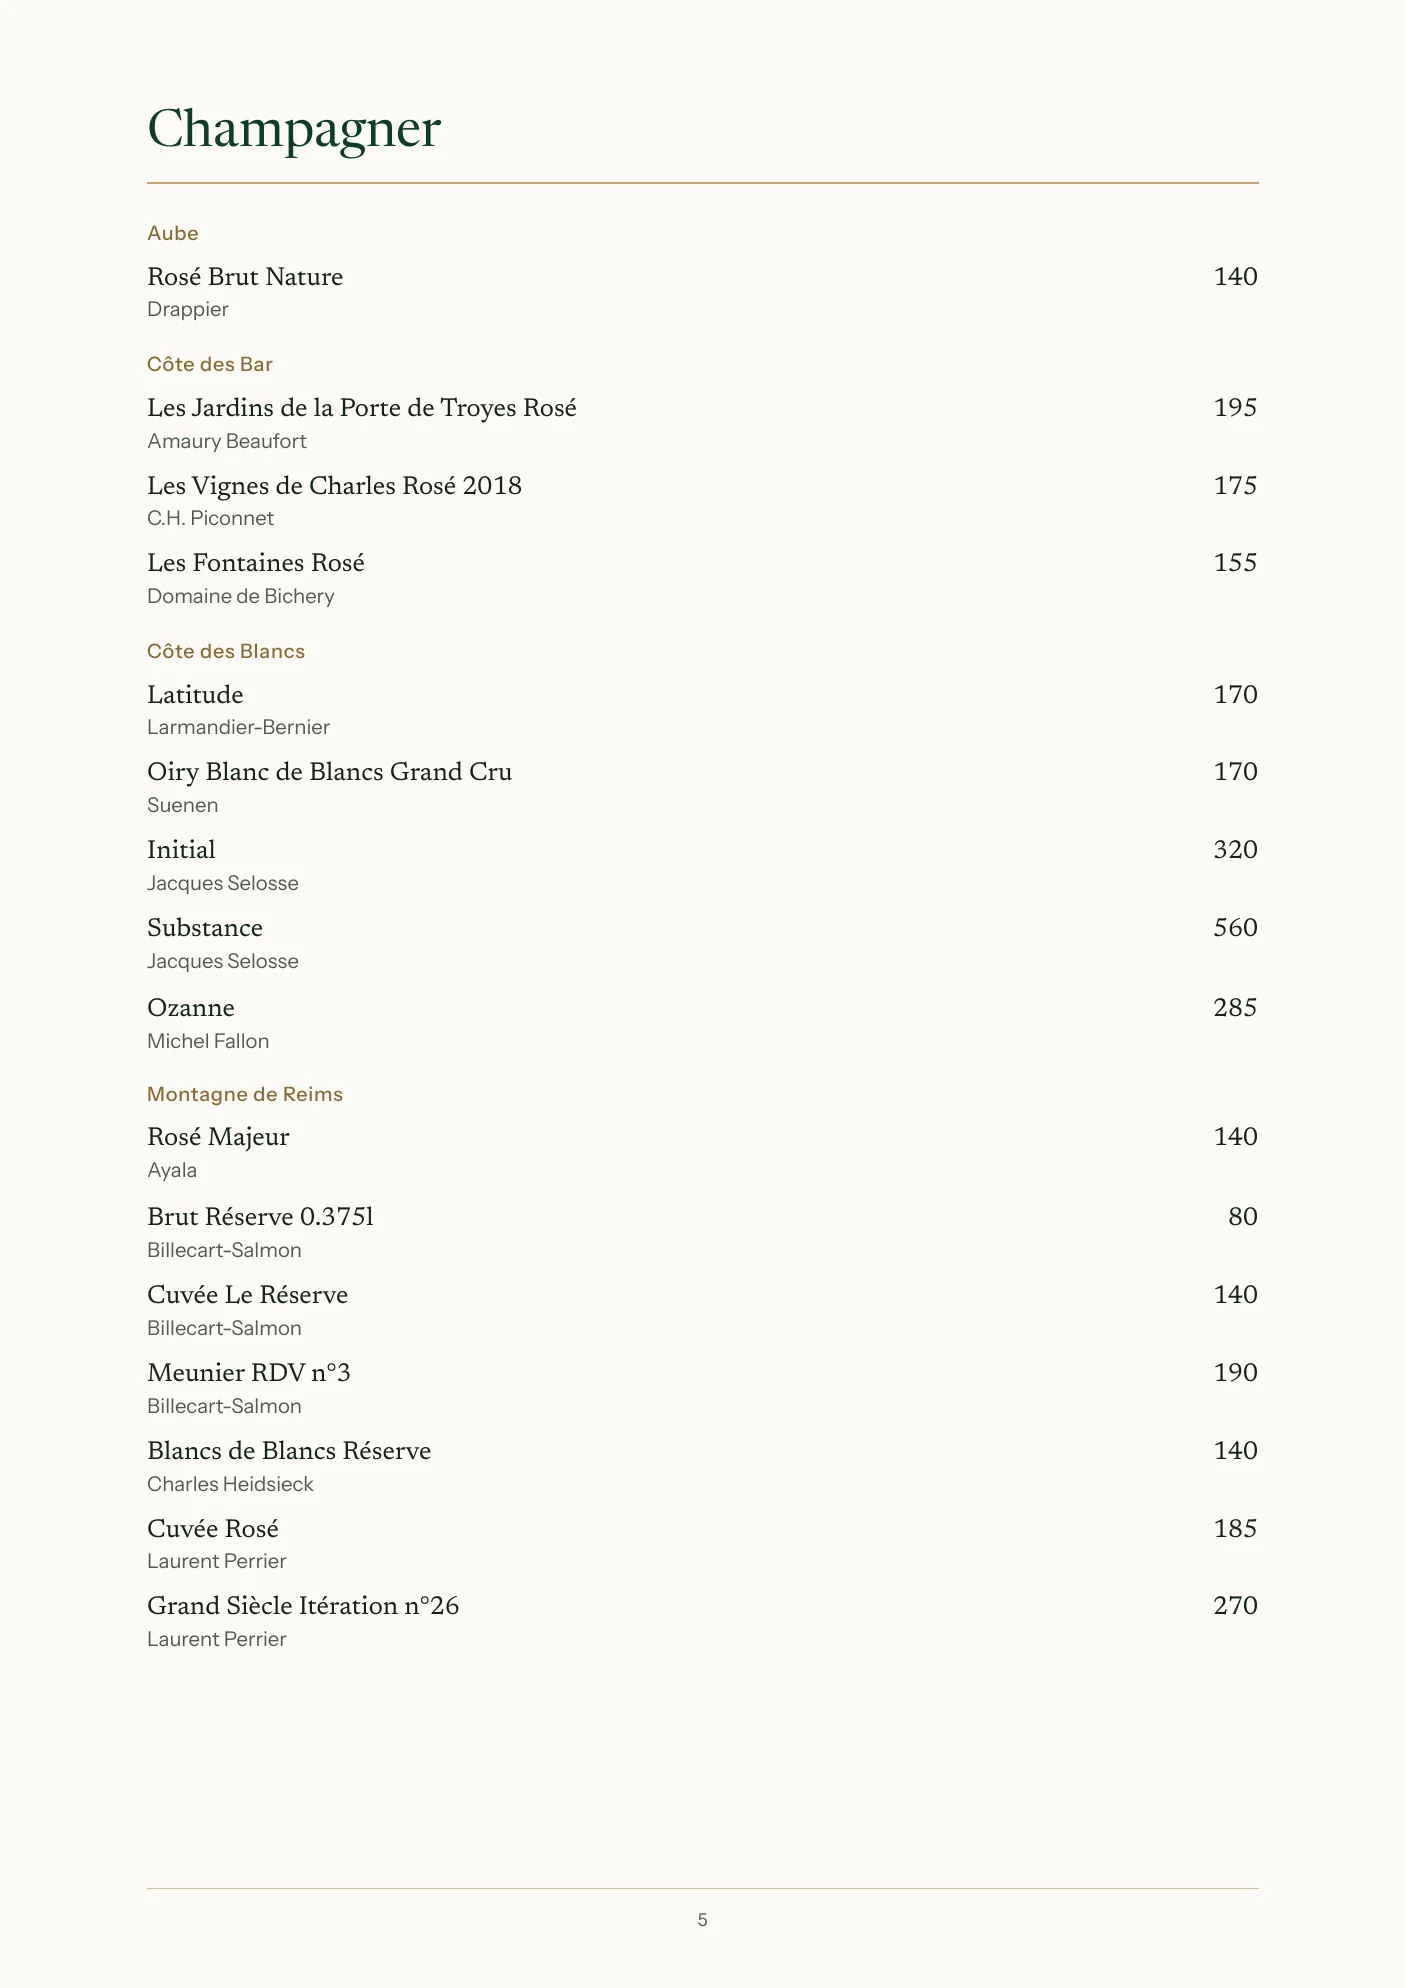 Champagner
Aube
Rosé Brut Nature 140
Drappier
Côte des Bar
Les Jardins de la Porte de Troyes Rosé 195
Amaury Beaufort
Les Vignes de Charles Rosé 2018 175
C.H. Piconnet
Les Fontaines Rosé 155
Domaine de Bichery
Côte des Blancs
Latitude 170
Larmandier-Bernier
Oiry Blanc de Blancs Grand Cru 170
Suenen
Initial 320
Jacques Selosse
Substance 560
Jacques Selosse
Ozanne 285
Michel Fallon
Montagne de Reims
Rosé Majeur 140
Ayala
Brut Réserve 0.375l 80
Billecart-Salmon
Cuvée Le Réserve 140
Billecart-Salmon
Meunier RDV n°3 190
Billecart-Salmon
Blancs de Blancs Réserve 140
Charles Heidsieck
Cuvée Rosé 185
Laurent Perrier
Grand Siècle Itération n°26 270
Laurent Perrier
5